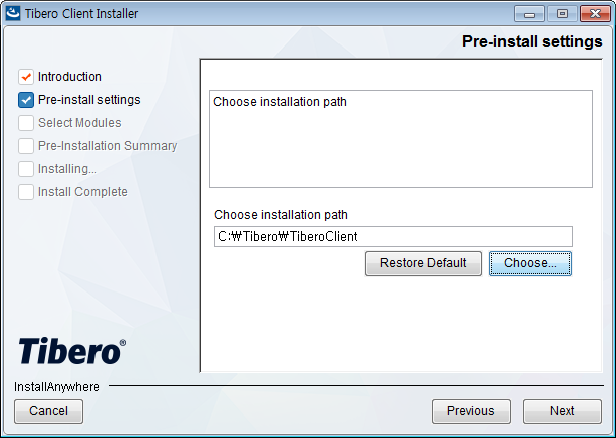 Tibero Client Installer
Pre-install settings
Introduction
Pre-install settings
Select Modules
Pre-Installation Summary
Installing...
Install Complete
Choose installation path
Choose installation path
C:₩Tibero₩TiberoClient
Restore Default
Choose...
Tibero®
InstallAnywhere
Cancel
Previous
Next